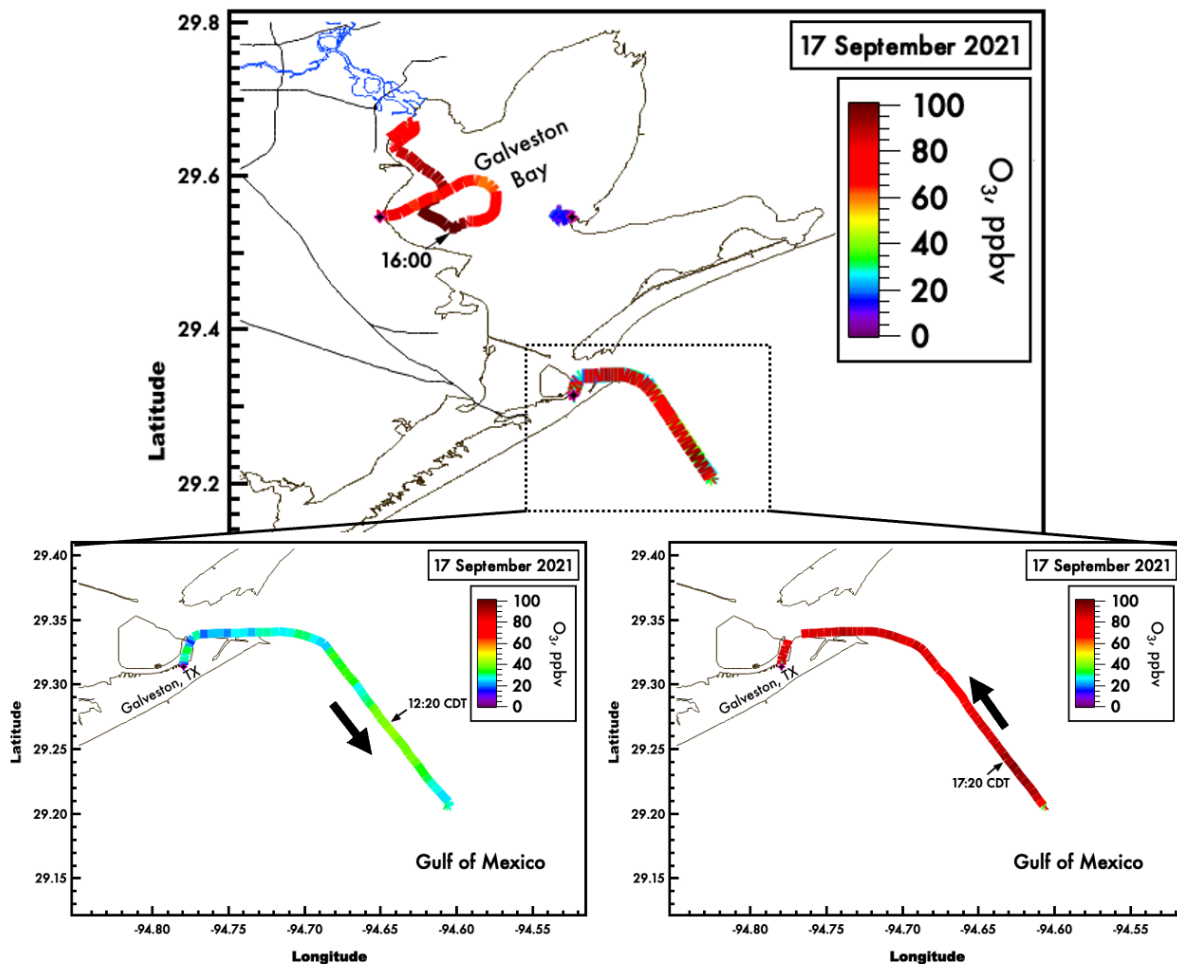 17 September 2021
29.8
29.6
29.4
29.2
Latitude
Galveston
Bay
16:00
100
80
60
40
20
0
O3, ppbv
29.40
29.35
29.30
29.25
29.20
29.15
Latitude
17 September 2021
100
80
60
40
20
0
O3, ppbv
Galveston, TX
12:20 CDT
Gulf of Mexico
-94.80
-94.75
-94.70
-94.65
-94.60
-94.55
Longitude
29.40
29.35
29.30
29.25
29.20
29.15
Latitude
17 September 2021
100
80
60
40
20
0
O3, ppbv
Galveston, TX
17:20 CDT
Gulf of Mexico
-94.80
-94.75
-94.70
-94.65
-94.60
-94.55
Longitude